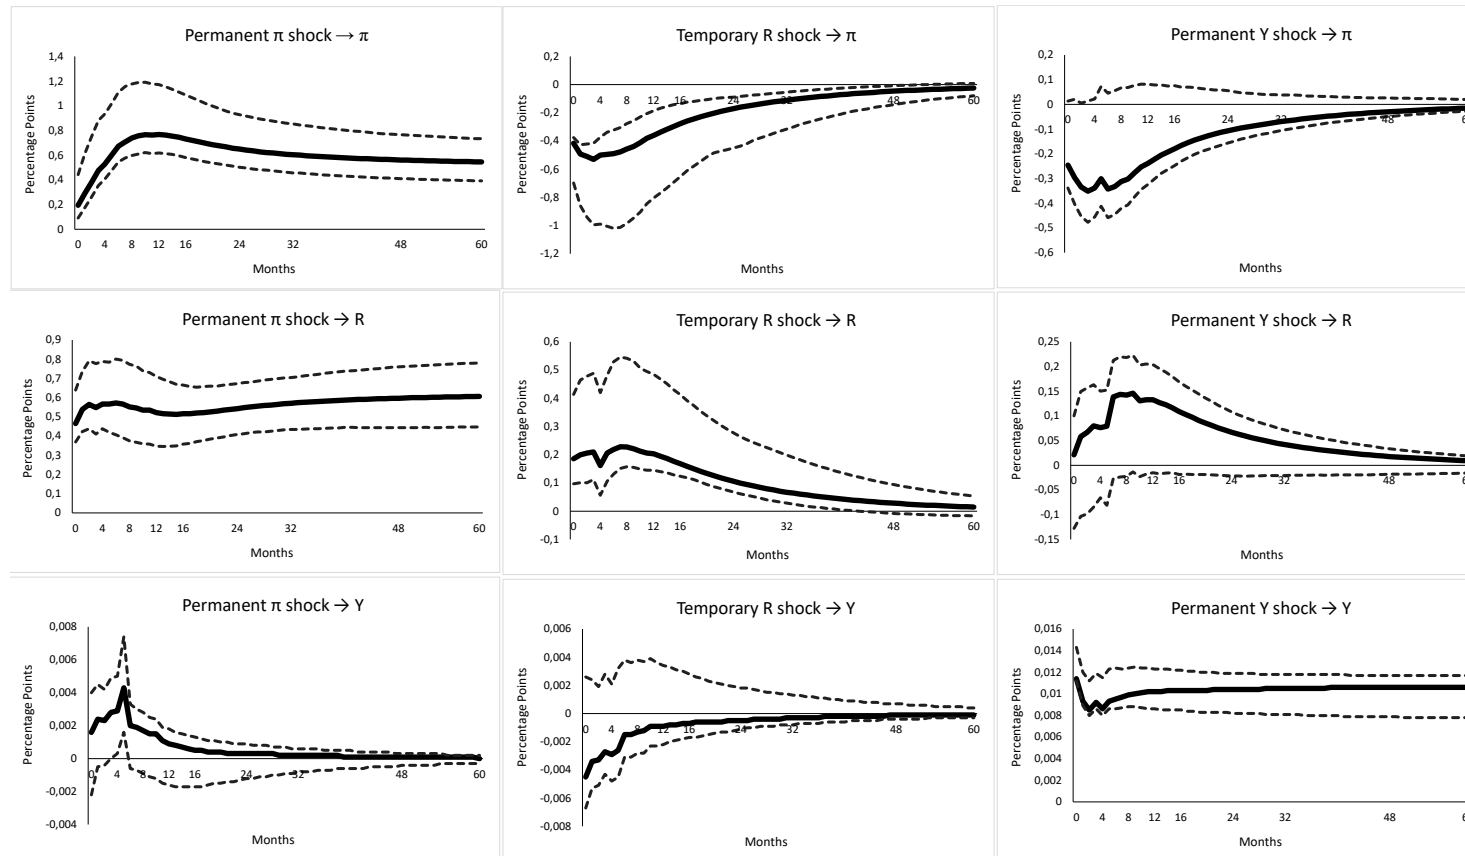 Permanent π shock → π
Percentage Points
1,4
1,2
1
0,8
0,6
0,4
0,2
0
0 4 8 12 16 24 32 48 60
Months
Temporary R shock → π
Percentage Points
0,2
0
-0,2
-0,4
-0,6
-0,8
-1
-1,2
0 4 8 12 16 24 32 48 60
Months
Permanent Y shock → π
Percentage Points
0,2
0,1
0
-0,1
-0,2
-0,3
-0,4
-0,5
-0,6
0 4 8 12 16 24 32 48 60
Months
Permanent π shock → R
Percentage Points
0,9
0,8
0,7
0,6
0,5
0,4
0,3
0,2
0,1
0
0 4 8 12 16 24 32 48 60
Months
Temporary R shock → R
Percentage Points
0,6
0,5
0,4
0,3
0,2
0,1
0
-0,1
0 4 8 12 16 24 32 48 60
Months
Permanent Y shock → R
Percentage Points
0,25
0,2
0,15
0,1
0,05
0
-0,05
-0,1
-0,15
0 4 8 12 16 24 32 48
Months
Permanent π shock → Y
Percentage Points
0,008
0,006
0,004
0,002
0
-0,002
-0,004
0 4 8 12 16 24 32 48 60
Months
Temporary R shock → Y
Percentage Points
0,006
0,004
0,002
0
-0,002
-0,004
-0,006
-0,008
0 4 8 12 16 24 32 48 60
Months
Permanent Y shock → Y
Percentage Points
0,016
0,014
0,012
0,01
0,008
0,006
0,004
0,002
0
0 4 8 12 16 24 32 48
Months